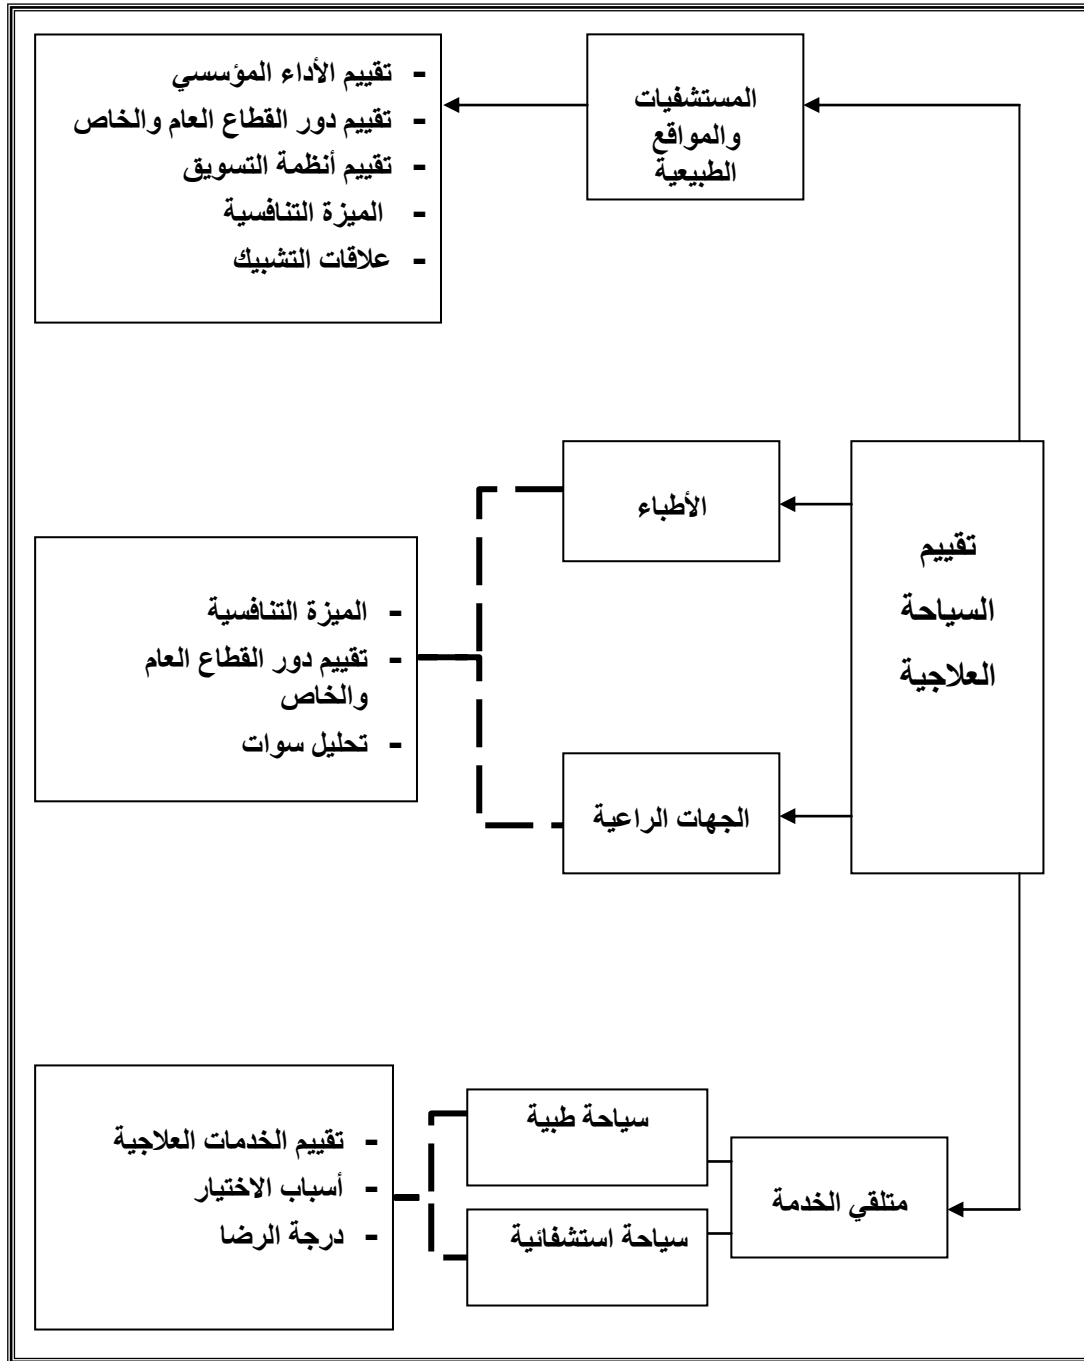 المستشفيات
والمواقع
الطبيعية
- تقييم الأداء المؤسسي
- تقييم دور القطاع العام والخاص
- تقييم أنظمة التسويق
- الميزة التنافسية
- علاقات التشبيك
تقييم
السياحة
العلاجية
الأطباء
الجهات الراعية
- الميزة التنافسية
- تقييم دور القطاع العام
والخاص
- تحليل سوات
متلقي الخدمة
سياحة طبية
سياحة استشفائية
- تقييم الخدمات العلاجية
- أسباب الاختيار
- درجة الرضا